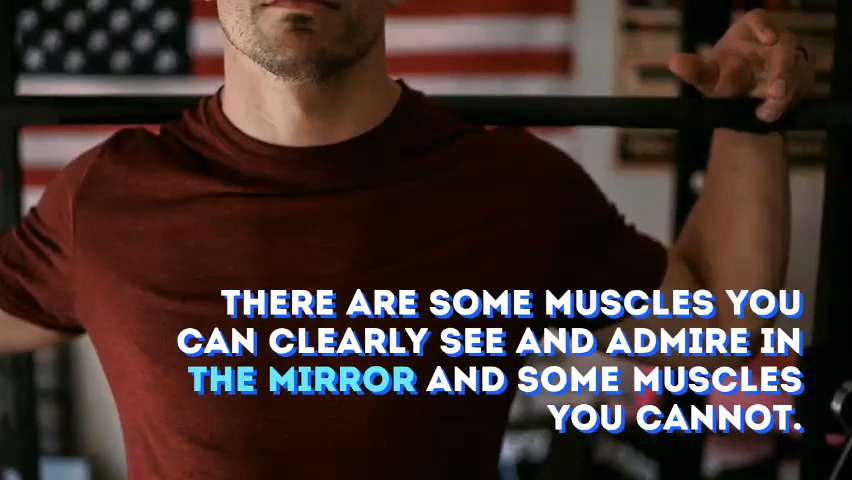 THERE ARE SOME MUSCLES YOU
CAN CLEARLY SEE AND ADMIRE IN
THE MIRROR AND SOME MUSCLES
YOU CANNOT.